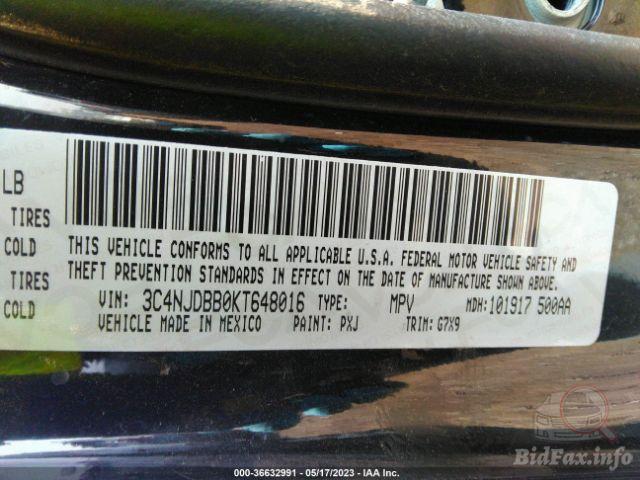 LB
TIRES
COLD
TIRES
COLD
THIS VEHICLE CONFORMS TO ALL APPLICABLE U.S.A. FEDERAL MOTOR VEHICLE SAFETY AND
THEFT PREVENTION STANDARDS IN EFFECT ON THE DATE OF MANUFACTURE SHOWN ABOVE.
VIN: 3C4NJDBB0KT648016 TYPE: MPV MDH: 101917 500AA
VEHICLE MADE IN MEXICO PAINT: PXJ TRIM: G7X9
000-36632991 - 05/17/2023 - IAA Inc.
BidFax.info